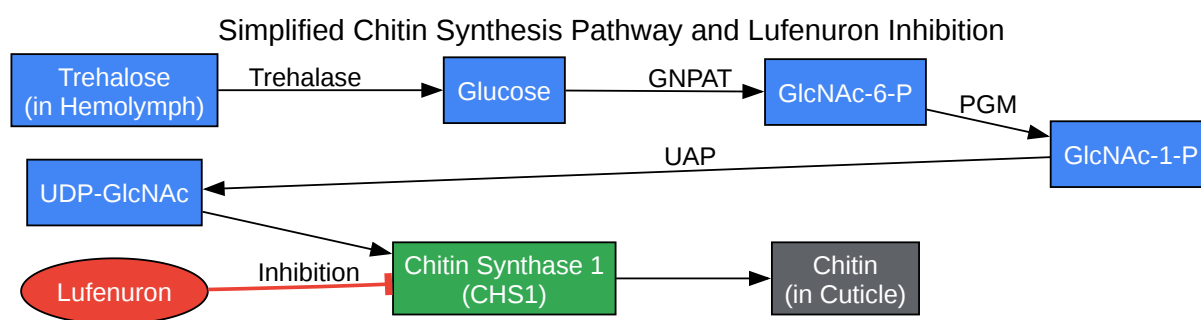 Simplified Chitin Synthesis Pathway and Lufenuron Inhibition
Trehalose
(in Hemolymph)
Trehalase
Glucose
GNPAT
GlcNAc-6-P
PGM
GlcNAc-1-P
UAP
UDP-GlcNAc
Lufenuron
Inhibition
Chitin Synthase 1
(CHS1)
Chitin
(in Cuticle)